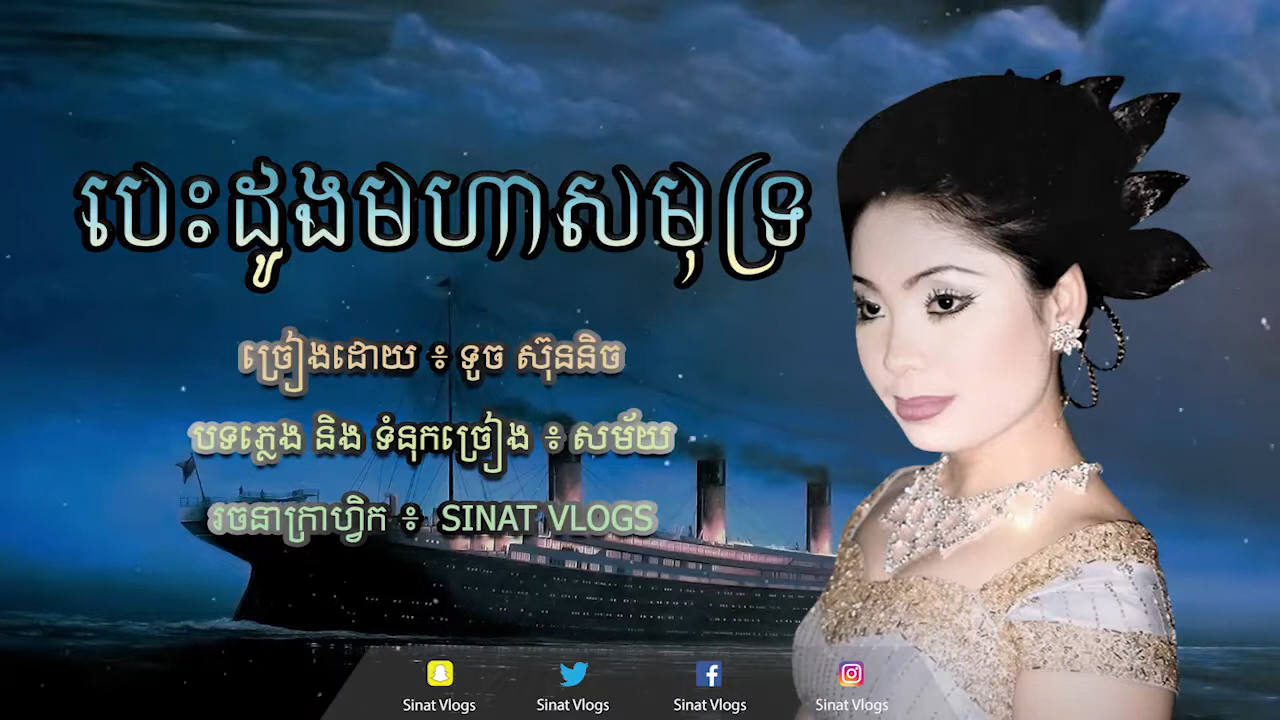 បេះដូងមហាសមុទ្រ
ច្រៀងដោយ ៖ ទូច ស៊ុននិច
បទភ្លេង និង ទំនុកច្រៀង ៖ សម័យ
រចនាក្រាហ្វិក ៖ SINAT VLOGS
Sinat Vlogs
Sinat Vlogs
Sinat Vlogs
Sinat Vlogs